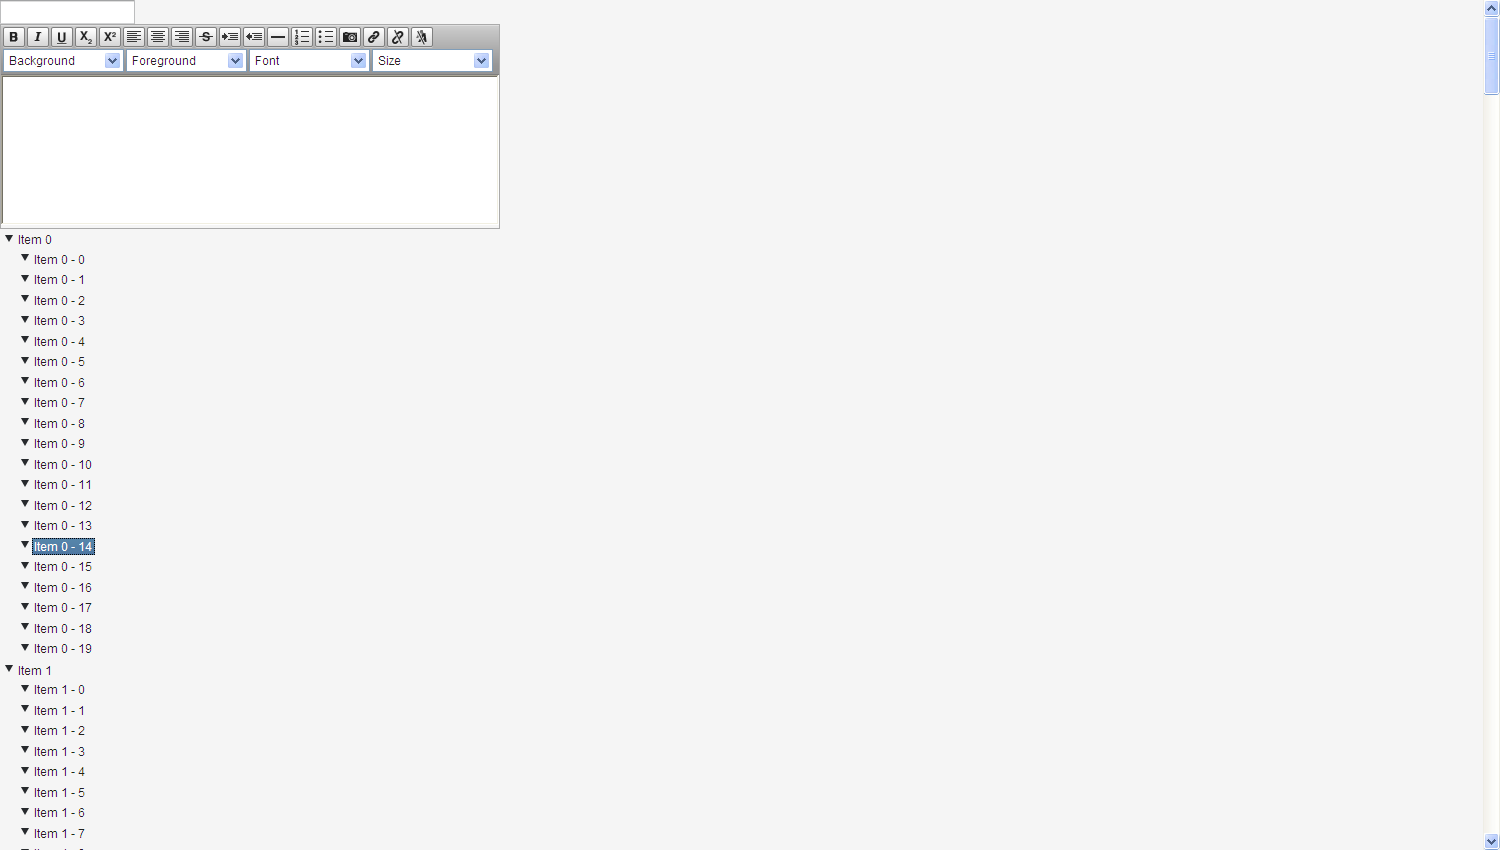 B I U X₂ X² S
Background Foreground Font Size
Item 0
Item 0 - 0
Item 0 - 1
Item 0 - 2
Item 0 - 3
Item 0 - 4
Item 0 - 5
Item 0 - 6
Item 0 - 7
Item 0 - 8
Item 0 - 9
Item 0 - 10
Item 0 - 11
Item 0 - 12
Item 0 - 13
Item 0 - 14
Item 0 - 15
Item 0 - 16
Item 0 - 17
Item 0 - 18
Item 0 - 19
Item 1
Item 1 - 0
Item 1 - 1
Item 1 - 2
Item 1 - 3
Item 1 - 4
Item 1 - 5
Item 1 - 6
Item 1 - 7